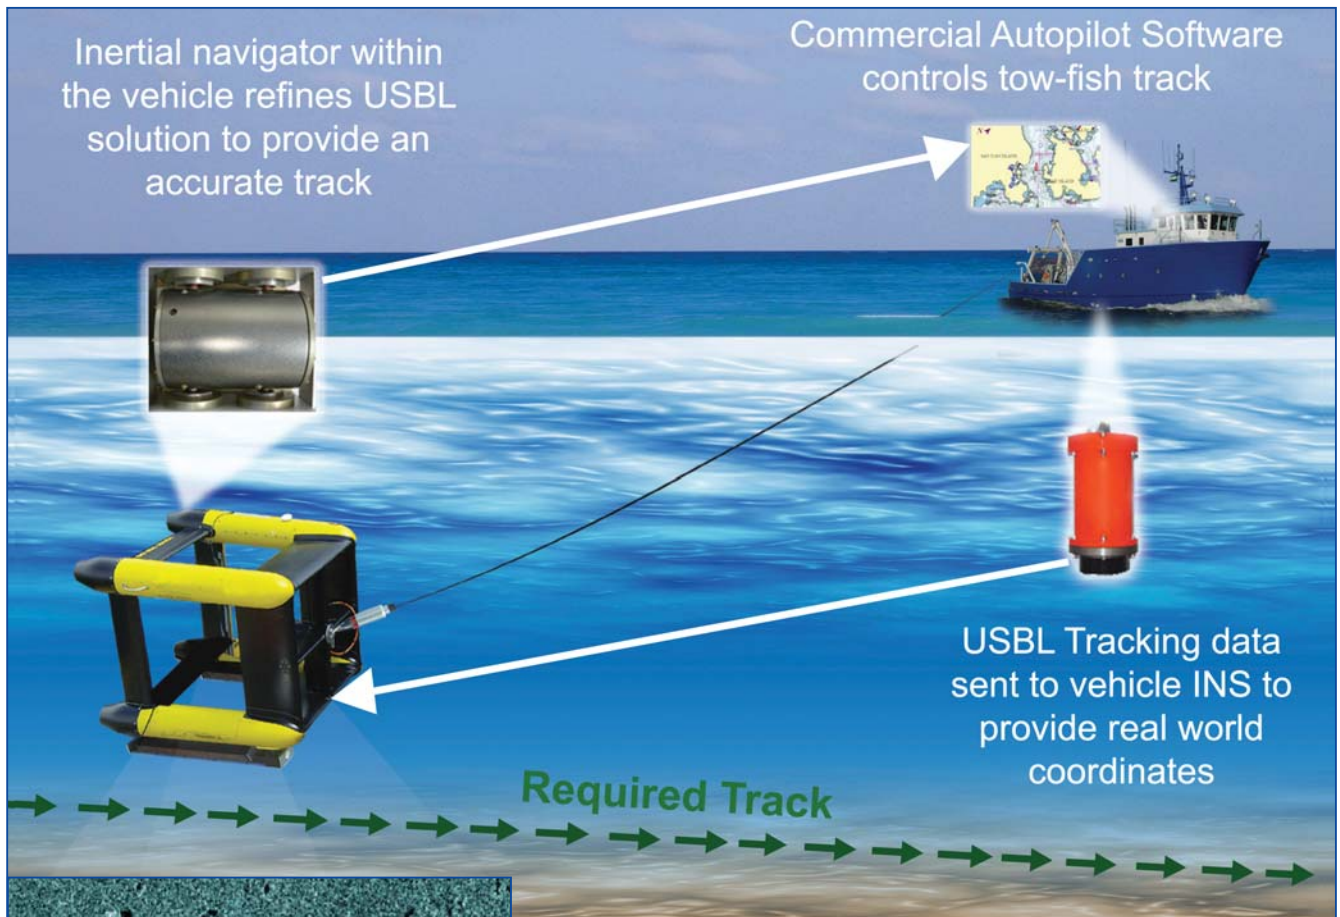 Inertial navigator within
the vehicle refines USBL
solution to provide an
accurate track
Commercial Autopilot Software
controls tow-fish track
USBL Tracking data
sent to vehicle INS to
provide real world
coordinates
Required Track